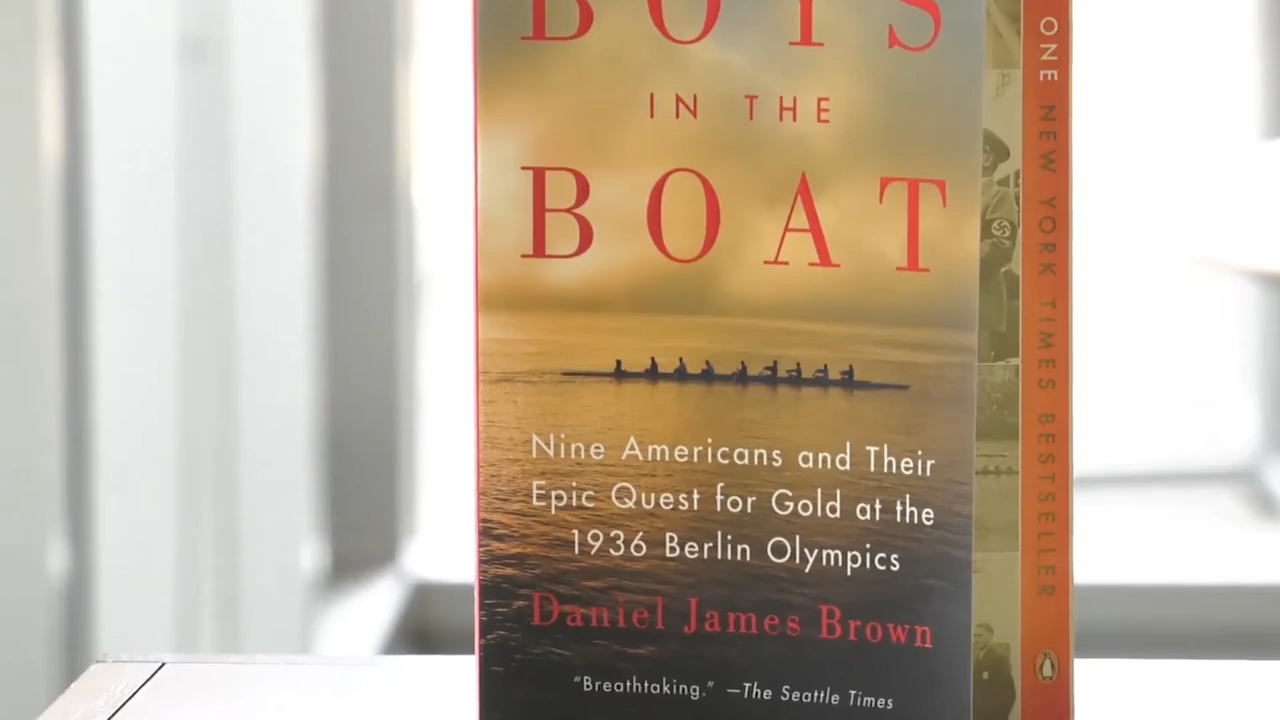 BOYS
IN THE
BOAT
Nine Americans and Their
Epic Quest for Gold at the
1936 Berlin Olympics
Daniel James Brown
“Breathtaking.” —The Seattle Times
ONE NEW YORK TIMES BESTSELLER